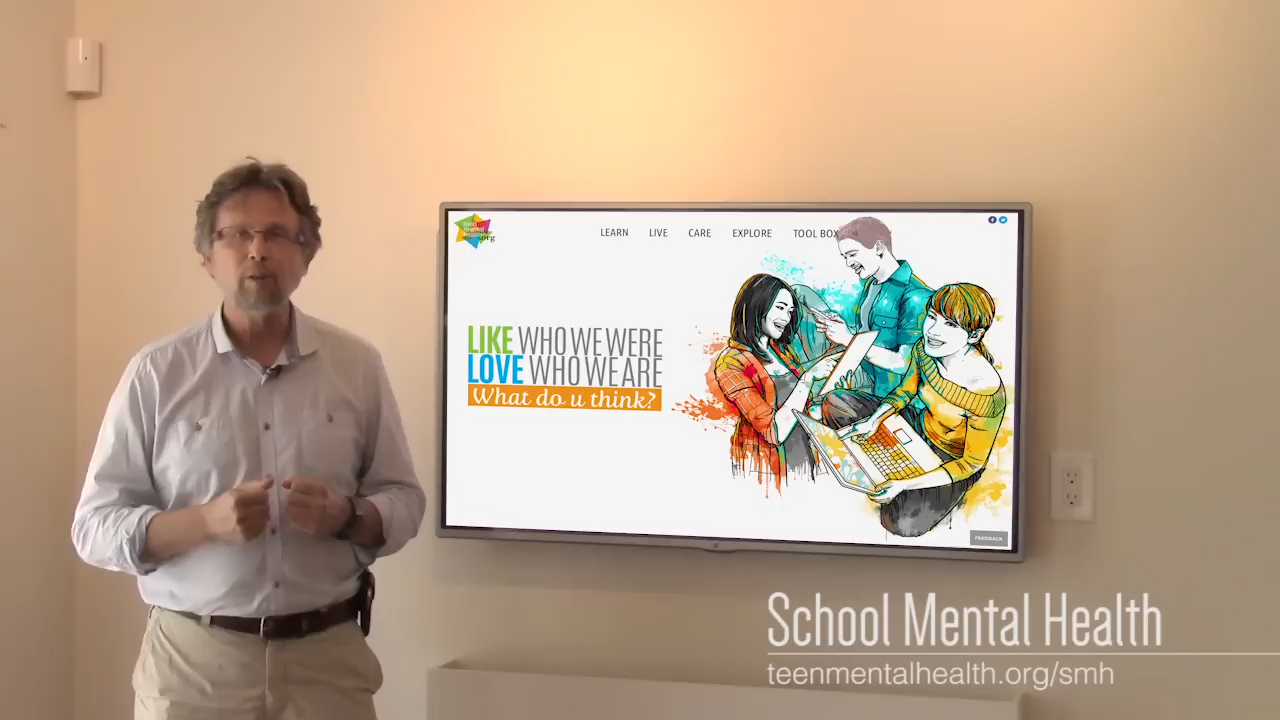 LEARN LIVE CARE EXPLORE TOOL BOX
LIKE WHO WE WERE
LOVE WHO WE ARE
What do u think?
FEEDBACK
School Mental Health
teenmentalhealth.org/smh